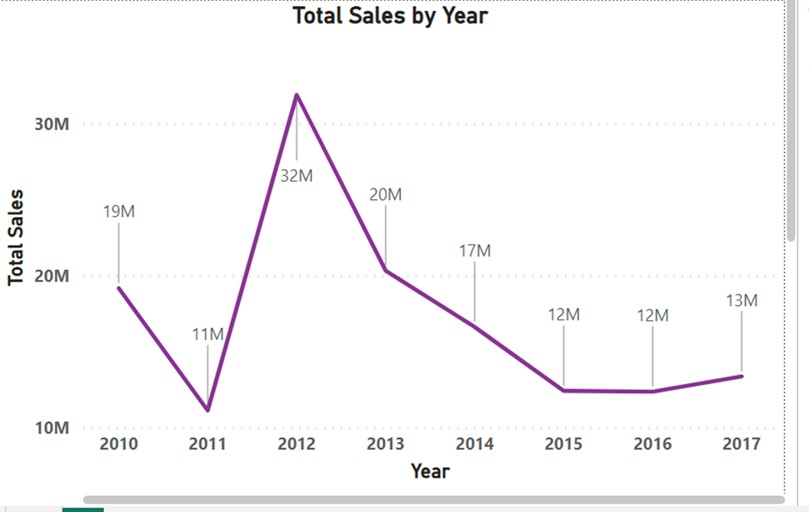 Total Sales by Year
Total Sales
30M
20M
10M
19M
11M
32M
20M
17M
12M
12M
13M
2010 2011 2012 2013 2014 2015 2016 2017
Year